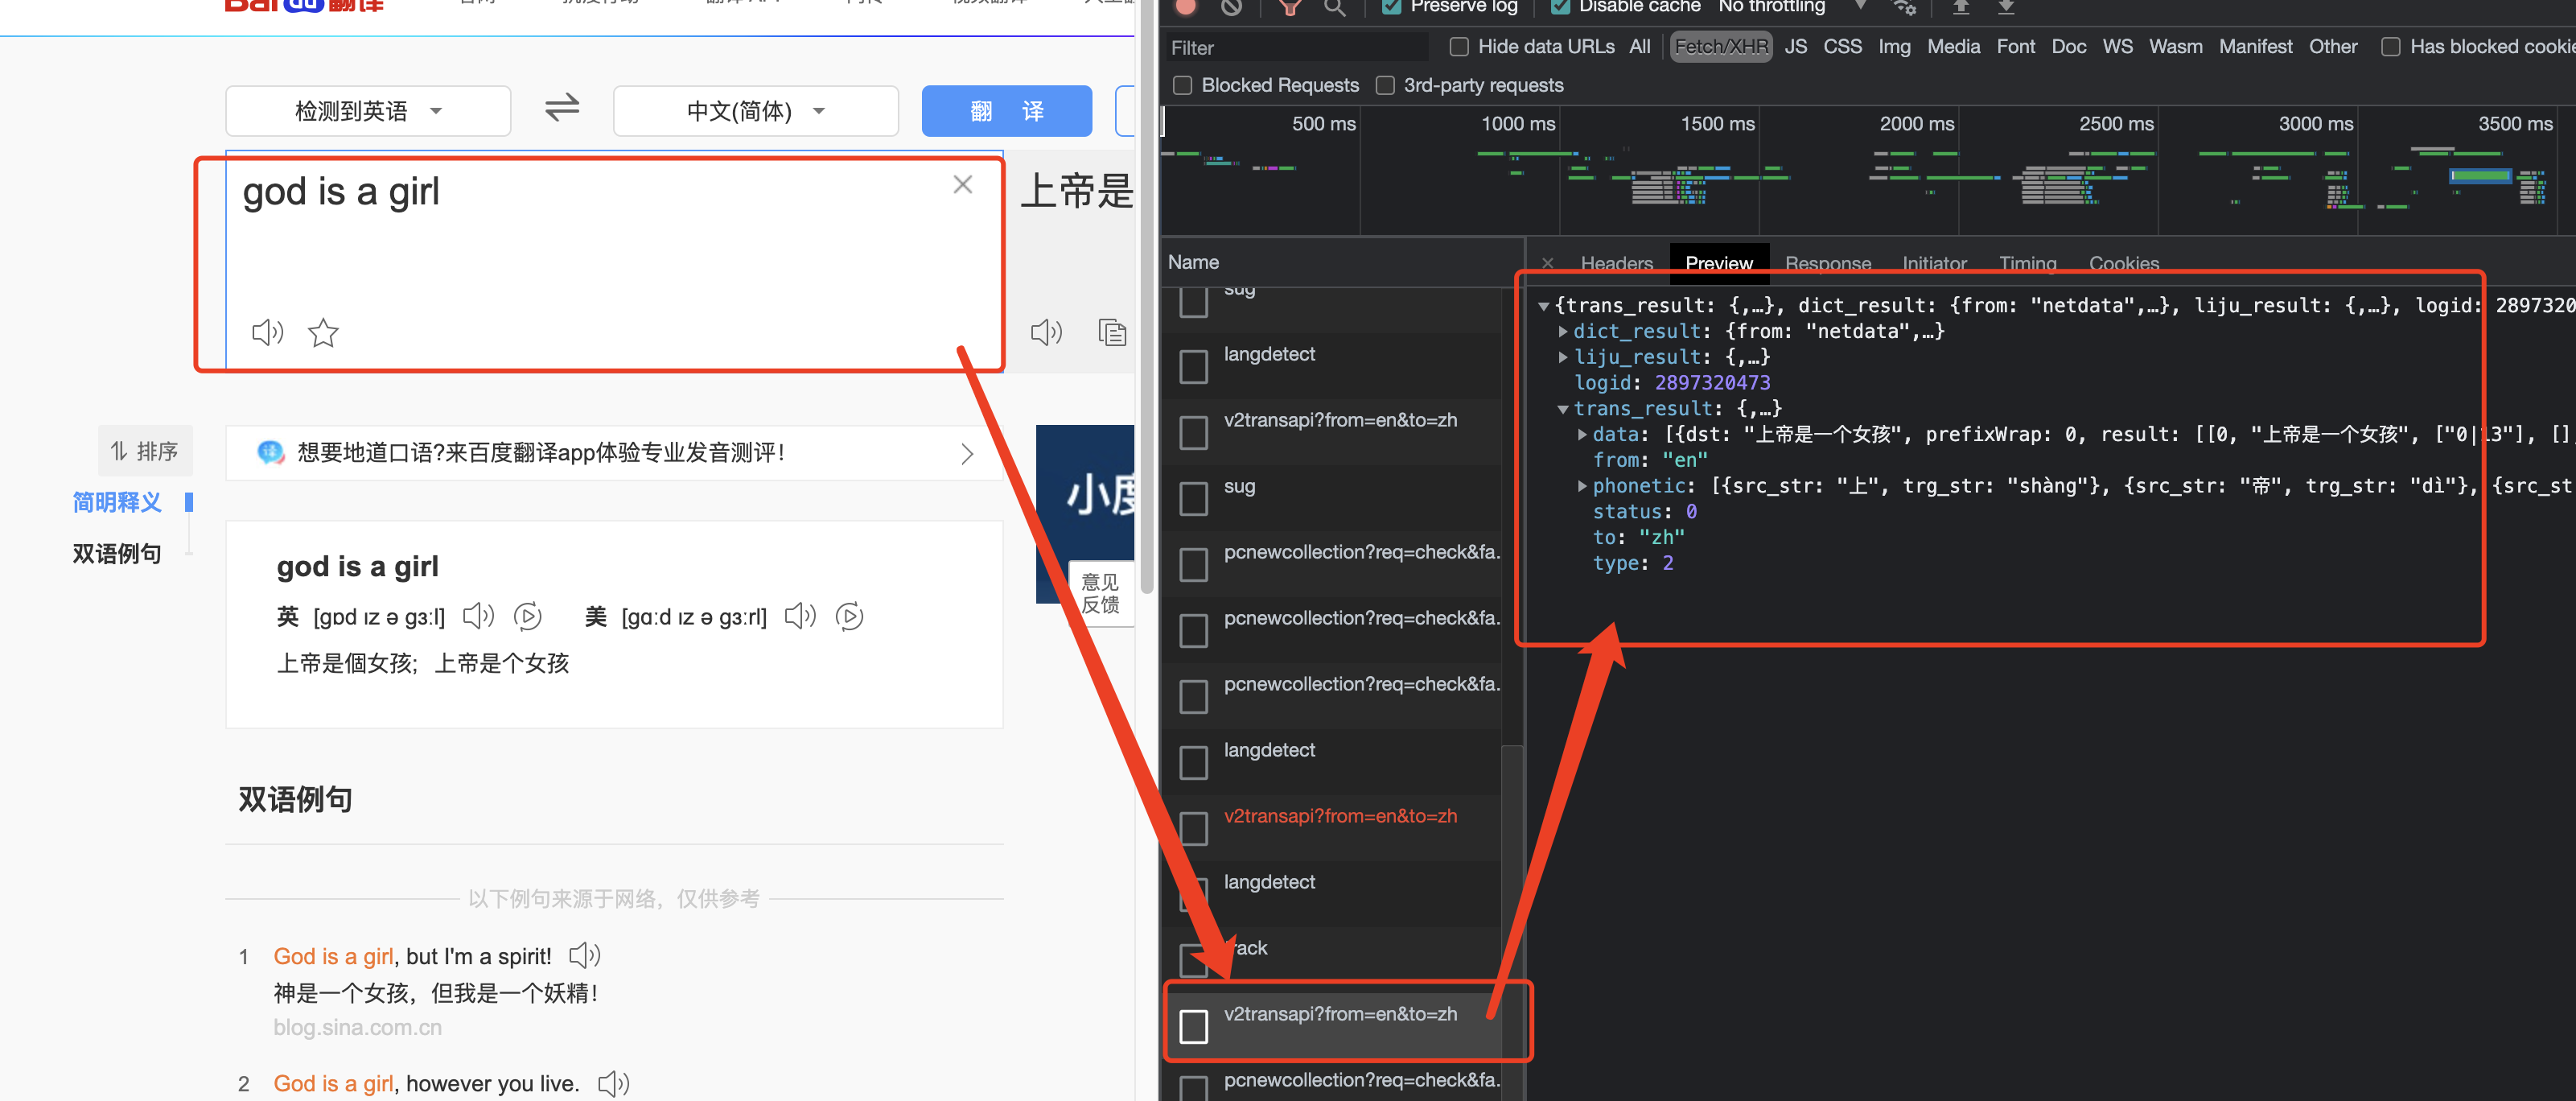 Bai 翻译
检测到英语
中文(简体)
翻 译
god is a girl
上帝是
排序
想要地道口语?来百度翻译app体验专业发音测评!
简明释义
双语例句
小度
意见
反馈
god is a girl
英 [gɒd ɪz ə gɜːl] 美 [gɑːd ɪz ə gɜːrl]
上帝是個女孩; 上帝是个女孩
双语例句
以下例句来源于网络,仅供参考
1 God is a girl, but I'm a spirit!
神是一个女孩,但我是一个妖精!
blog.sina.com.cn
2 God is a girl, however you live.
Preserve log Disable cache No throttling
Filter Hide data URLs All Fetch/XHR JS CSS Img Media Font Doc WS Wasm Manifest Other Has blocked cookie
Blocked Requests 3rd-party requests
500 ms 1000 ms 1500 ms 2000 ms 2500 ms 3000 ms 3500 ms
Name
sug
langdetect
v2transapi?from=en&to=zh
sug
pcnewcollection?req=check&fa.
pcnewcollection?req=check&fa.
pcnewcollection?req=check&fa.
langdetect
v2transapi?from=en&to=zh
langdetect
rack
v2transapi?from=en&to=zh
pcnewcollection?req=check&fa.
Headers Preview Response Initiator Timing Cookies
{trans_result: {,…}, dict_result: {from: "netdata",…}, liju_result: {,…}, logid: 2897320
dict_result: {from: "netdata",…}
liju_result: {,…}
logid: 2897320473
trans_result: {,…}
data: [{dst: "上帝是一个女孩", prefixWrap: 0, result: [[0, "上帝是一个女孩", ["0|13"], []
from: "en"
phonetic: [{src_str: "上", trg_str: "shàng"}, {src_str: "帝", trg_str: "dì"}, {src_st
status: 0
to: "zh"
type: 2